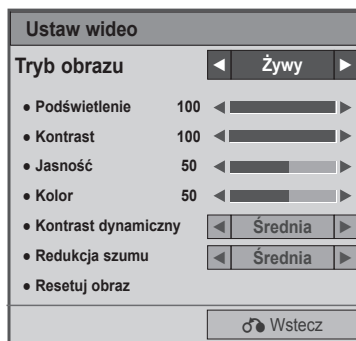 Ustaw wideo
Tryb obrazu ◄ Żywy ►
● Podświetlenie 100 ◄ ►
● Kontrast 100 ◄ ►
● Jasność 50 ◄ ►
● Kolor 50 ◄ ►
● Kontrast dynamiczny ◄ Średnia ►
● Redukcja szumu ◄ Średnia ►
● Resetuj obraz
Wstecz